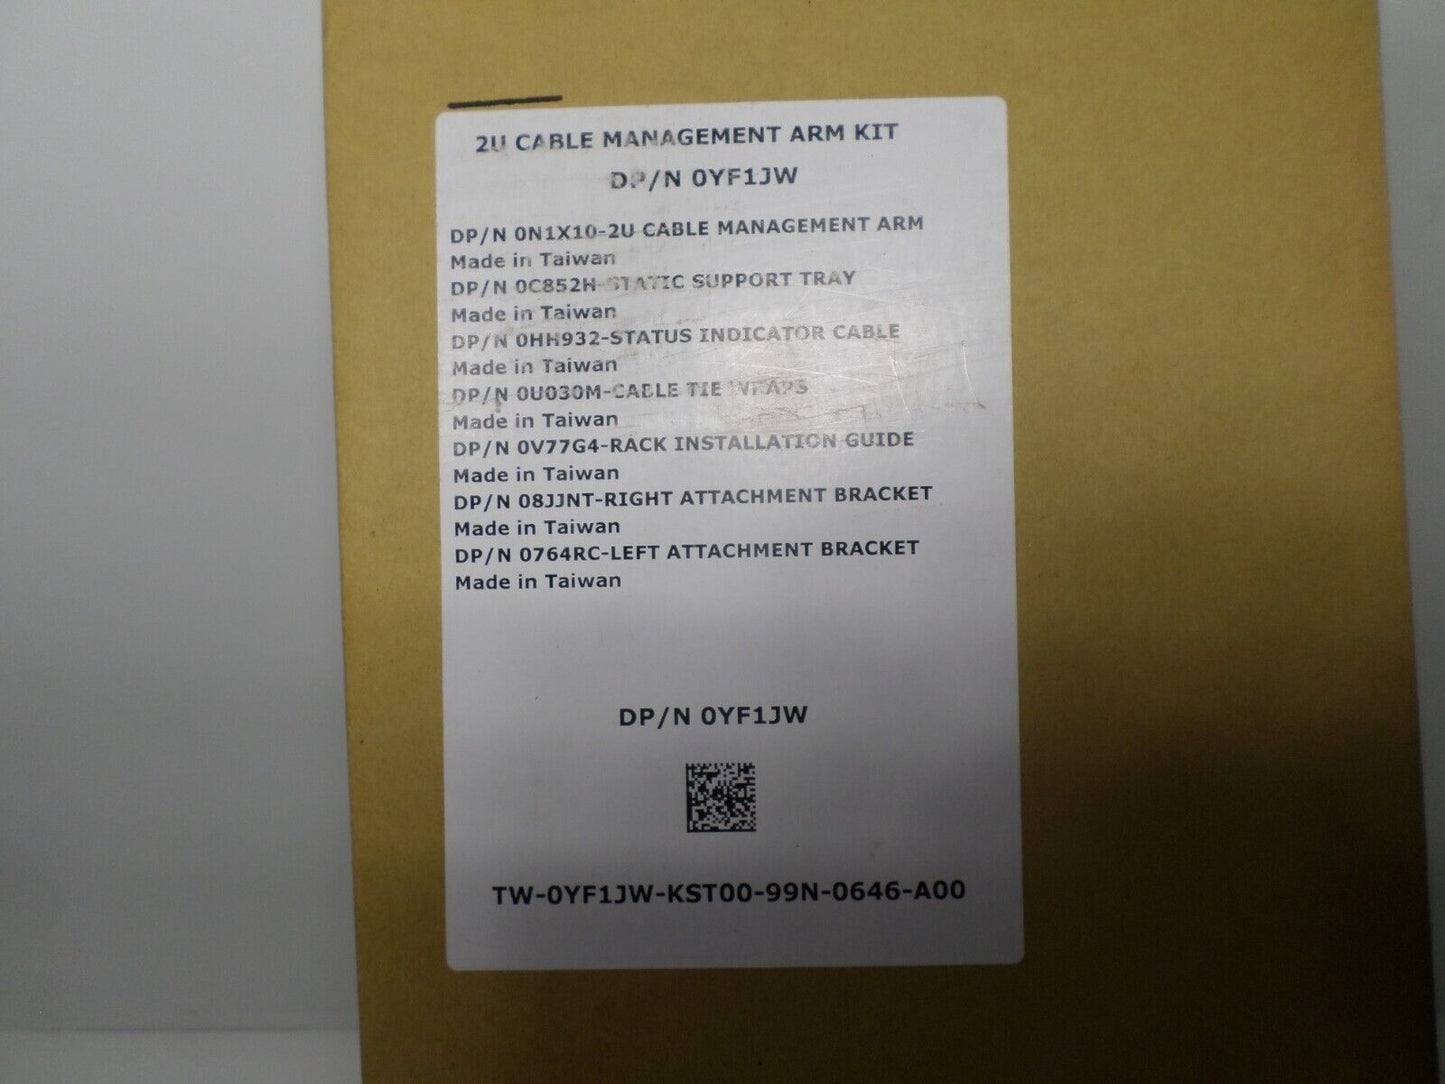 2U CABLE MANAGEMENT ARM KIT
DP/N 0YF1JW
DP/N 0N1X10-2U CABLE MANAGEMENT ARM
Made in Taiwan
DP/N 0C852H-STATIC SUPPORT TRAY
Made in Taiwan
DP/N 0HH932-STATUS INDICATOR CABLE
Made in Taiwan
DP/N 0U030M-CABLE TIE WRAPS
Made in Taiwan
DP/N 0V77G4-RACK INSTALLATION GUIDE
Made in Taiwan
DP/N 08JJNT-RIGHT ATTACHMENT BRACKET
Made in Taiwan
DP/N 0764RC-LEFT ATTACHMENT BRACKET
Made in Taiwan
DP/N 0YF1JW
TW-0YF1JW-KST00-99N-0646-A00